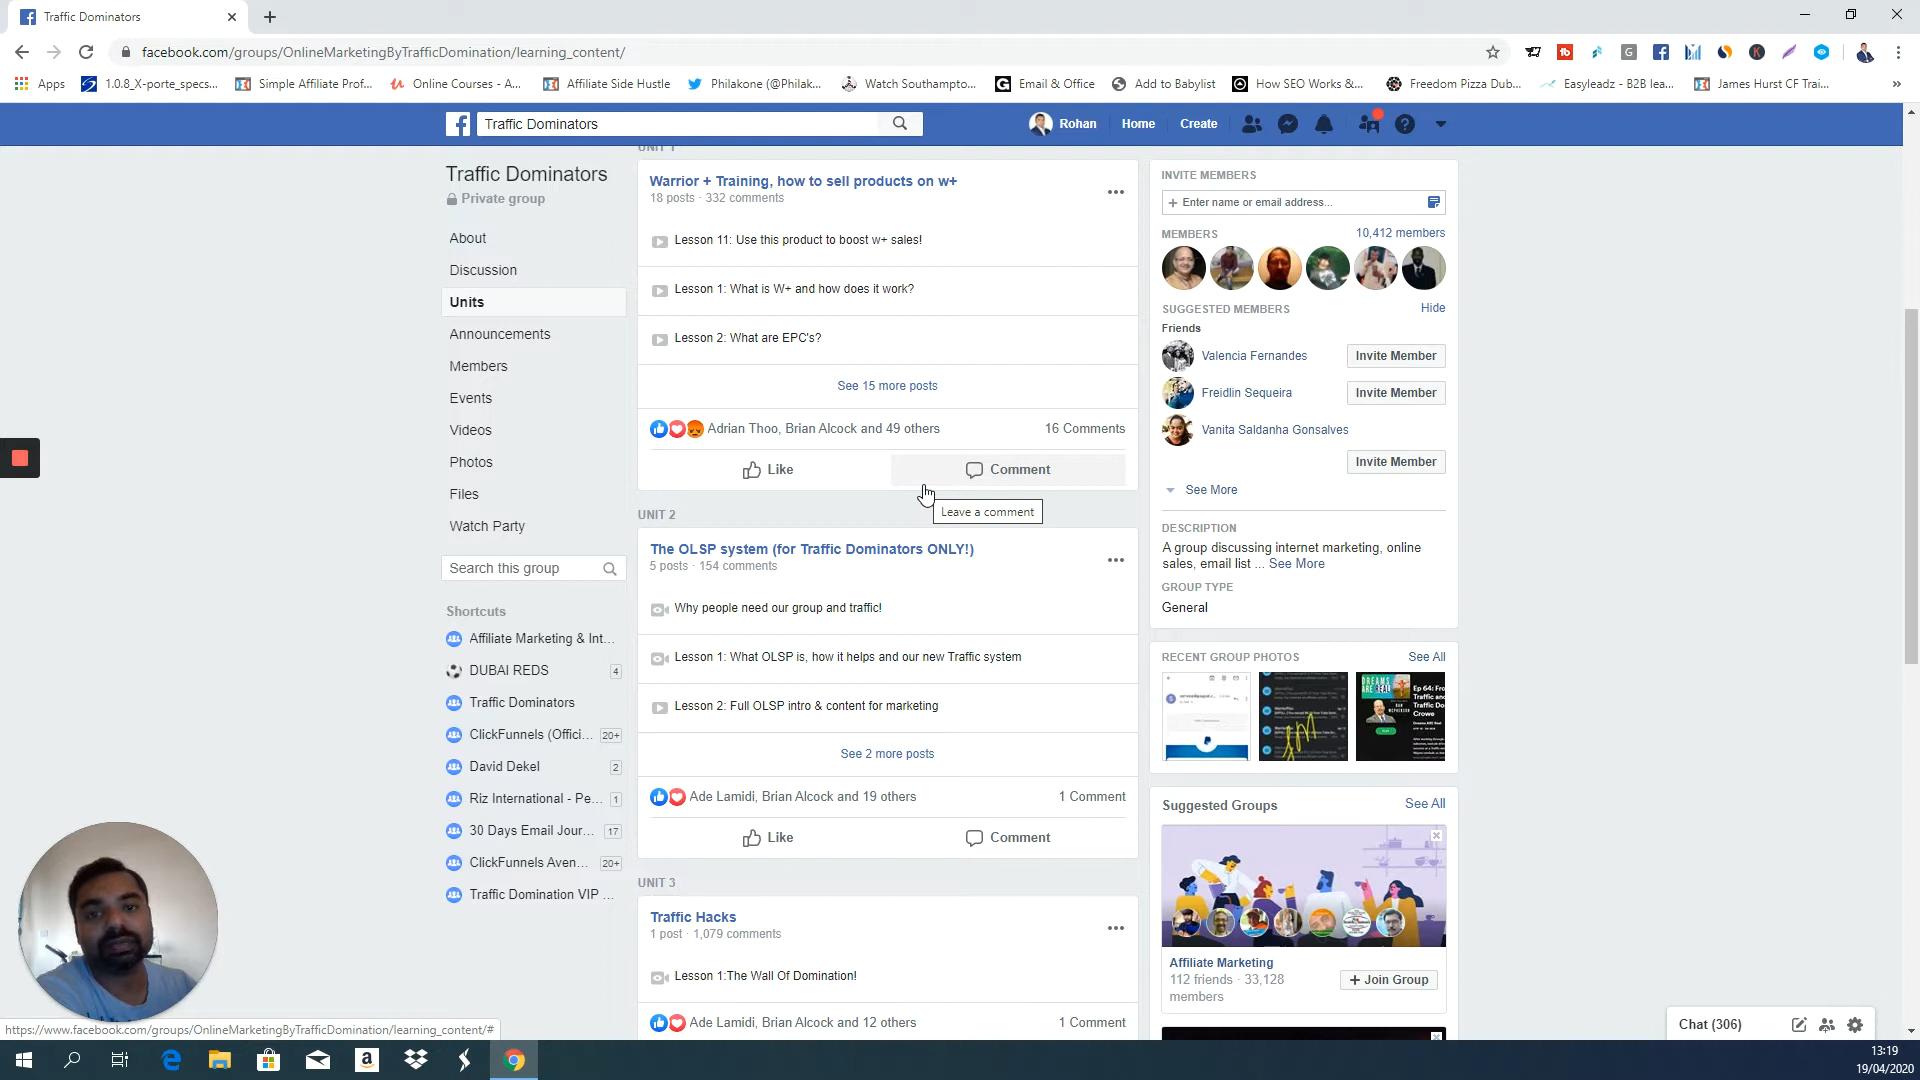 Traffic Dominators
facebook.com/groups/OnlineMarketingByTrafficDomination/learning_content/
Apps
1.0.8_X-porte_specs...
Simple Affiliate Prof...
Online Courses - A...
Affiliate Side Hustle
Philakone (@Philak...
Watch Southampto...
Email & Office
Add to Babylist
How SEO Works &...
Freedom Pizza Dub...
Easyleadz - B2B lea...
James Hurst CF Trai...
»
Traffic Dominators
Rohan
Home
Create
Traffic Dominators
Private group
About
Discussion
Units
Announcements
Members
Events
Videos
Photos
Files
Watch Party
Search this group
Shortcuts
Affiliate Marketing & Int...
DUBAI REDS 4
Traffic Dominators
ClickFunnels (Offici... 20+
David Dekel 2
Riz International - Pe... 1
30 Days Email Jour... 17
ClickFunnels Aven... 20+
Traffic Domination VIP ...
UNIT 1
Warrior + Training, how to sell products on w+
18 posts · 332 comments
Lesson 11: Use this product to boost w+ sales!
Lesson 1: What is W+ and how does it work?
Lesson 2: What are EPC's?
See 15 more posts
Adrian Thoo, Brian Alcock and 49 others
16 Comments
Like
Comment
Leave a comment
UNIT 2
The OLSP system (for Traffic Dominators ONLY!)
5 posts · 154 comments
Why people need our group and traffic!
Lesson 1: What OLSP is, how it helps and our new Traffic system
Lesson 2: Full OLSP intro & content for marketing
See 2 more posts
Ade Lamidi, Brian Alcock and 19 others
1 Comment
Like
Comment
UNIT 3
Traffic Hacks
1 post · 1,079 comments
Lesson 1:The Wall Of Domination!
Ade Lamidi, Brian Alcock and 12 others
1 Comment
INVITE MEMBERS
+ Enter name or email address...
MEMBERS
10,412 members
SUGGESTED MEMBERS
Hide
Friends
Valencia Fernandes
Invite Member
Freidlin Sequeira
Invite Member
Vanita Saldanha Gonsalves
Invite Member
See More
DESCRIPTION
A group discussing internet marketing, online
sales, email list ... See More
GROUP TYPE
General
RECENT GROUP PHOTOS
See All
DREAMS
ARE REAL
Ep 64: Fro
Traffic and
Traffic Do
Crowe
Suggested Groups
See All
Affiliate Marketing
112 friends · 33,128
members
+ Join Group
Chat (306)
https://www.facebook.com/groups/OnlineMarketingByTrafficDomination/learning_content/#
13:19
19/04/2020